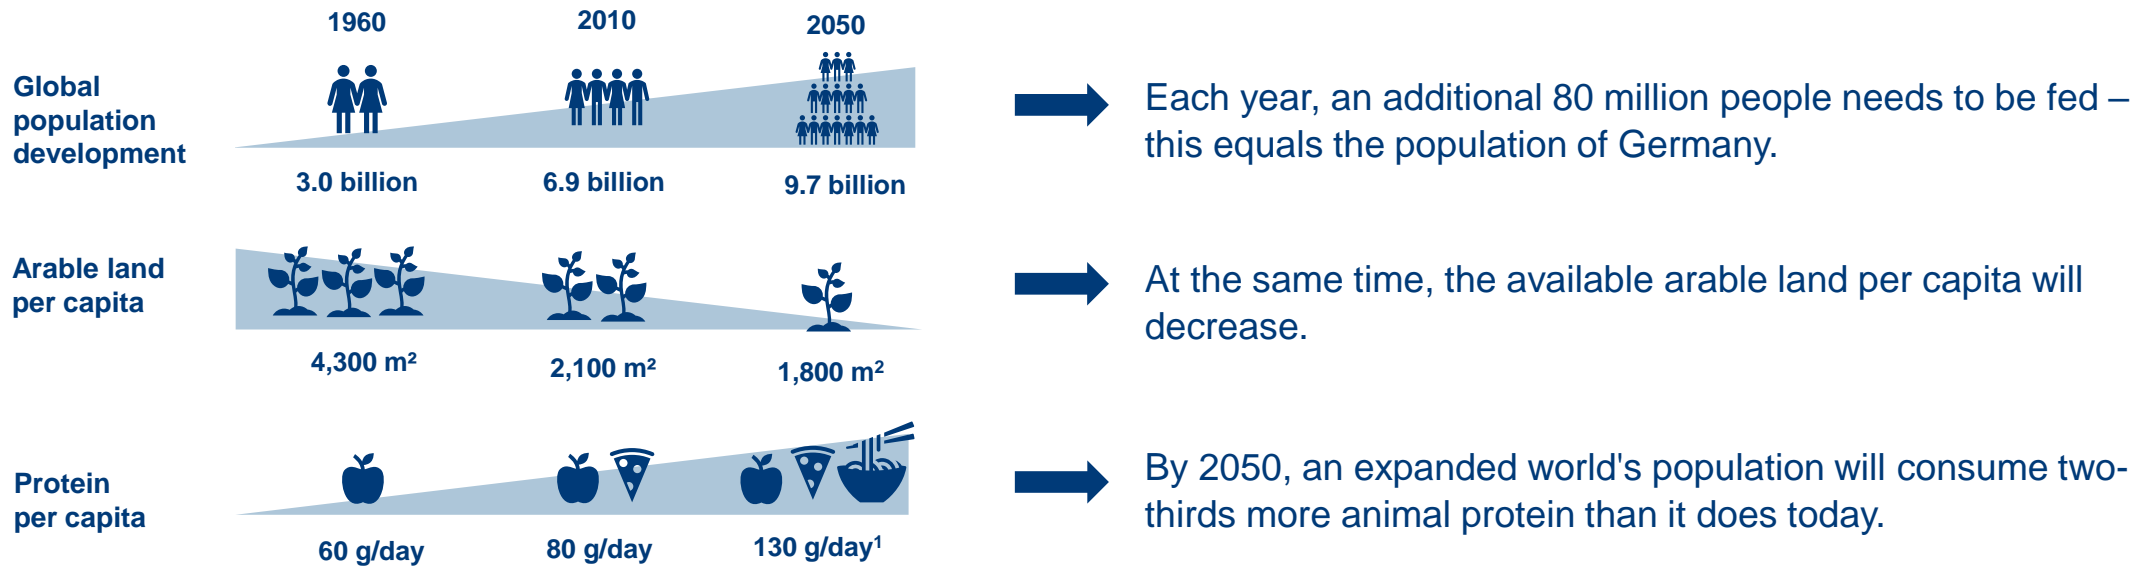 1960
2010
2050
Global
population
development
3.0 billion
6.9 billion
9.7 billion
Each year, an additional 80 million people needs to be fed –
this equals the population of Germany.
Arable land
per capita
4,300 m²
2,100 m²
1,800 m²
At the same time, the available arable land per capita will
decrease.
Protein
per capita
60 g/day
80 g/day
130 g/day¹
By 2050, an expanded world's population will consume two-
thirds more animal protein than it does today.